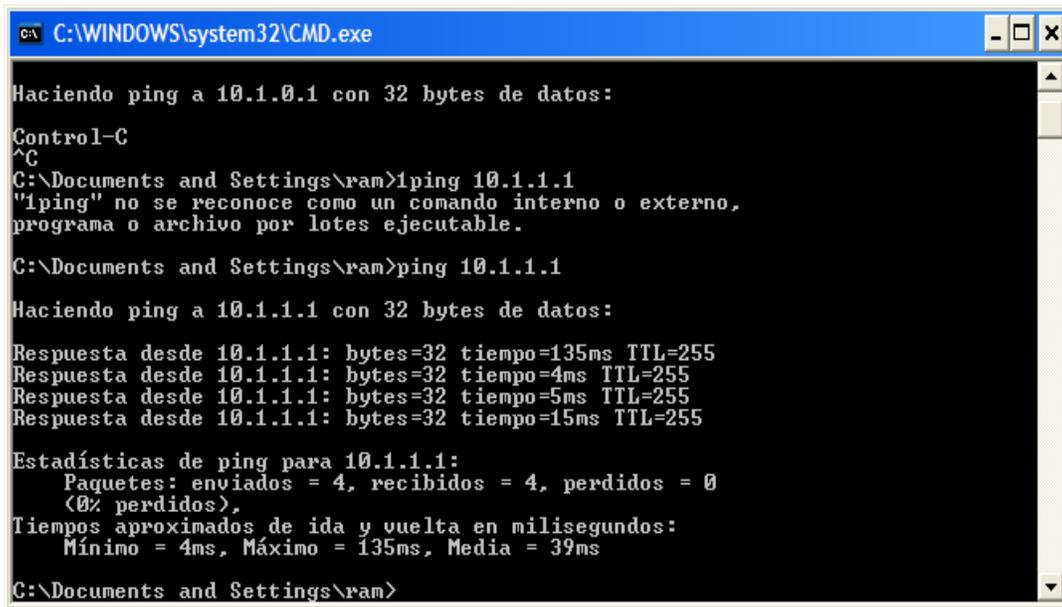 C:\WINDOWS\system32\CMD.exe
Haciendo ping a 10.1.0.1 con 32 bytes de datos:
Control-C
^C
C:\Documents and Settings\ram>1ping 10.1.1.1
"1ping" no se reconoce como un comando interno o externo,
programa o archivo por lotes ejecutable.
C:\Documents and Settings\ram>ping 10.1.1.1
Haciendo ping a 10.1.1.1 con 32 bytes de datos:
Respuesta desde 10.1.1.1: bytes=32 tiempo=135ms TTL=255
Respuesta desde 10.1.1.1: bytes=32 tiempo=4ms TTL=255
Respuesta desde 10.1.1.1: bytes=32 tiempo=5ms TTL=255
Respuesta desde 10.1.1.1: bytes=32 tiempo=15ms TTL=255
Estadísticas de ping para 10.1.1.1:
Paquetes: enviados = 4, recibidos = 4, perdidos = 0
(0% perdidos),
Tiempos aproximados de ida y vuelta en milisegundos:
Mínimo = 4ms, Máximo = 135ms, Media = 39ms
C:\Documents and Settings\ram>